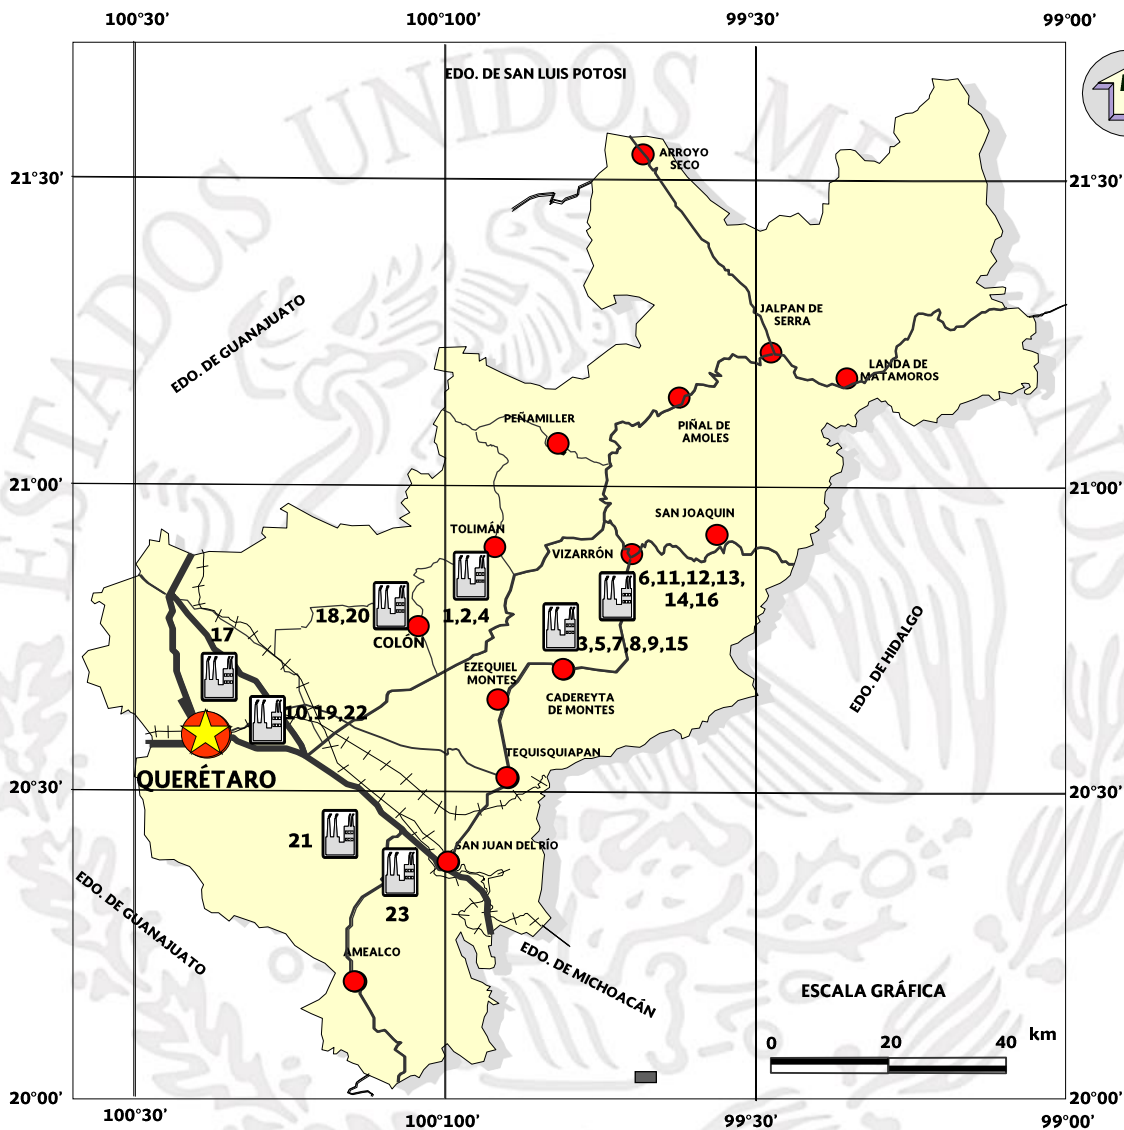 100°30’ 100°100’ 99°30’ 99°00’
EDO. DE SAN LUIS POTOSI
ESTADOS UNIDOS
ARROYO
SECO
21°30’ 21°30’
EDO. DE GUANAJUATO
JALPAN DE
SERRA
LANDA DE
MATAMOROS
PEÑAMILLER
PIÑAL DE
AMOLES
21°00’ 21°00’
SAN JOAQUIN
TOLIMÁN
VIZARRÓN
6,11,12,13,
14,16
18,20
1,2,4
COLÓN
17
3,5,7,8,9,15
EDO. DE HIDALGO
EZEQUIEL
MONTES
CADEREYTA
DE MONTES
10,19,22
TEQUISQUIAPAN
QUERÉTARO
20°30’ 20°30’
21
SAN JUAN DEL RÍO
23
EDO. DE GUANAJUATO
AMEALCO
EDO. DE MICHOACÁN
ESCALA GRÁFICA
km
0 20 40
20°00’ 20°00’
100°30’ 100°100’ 99°30’ 99°00’